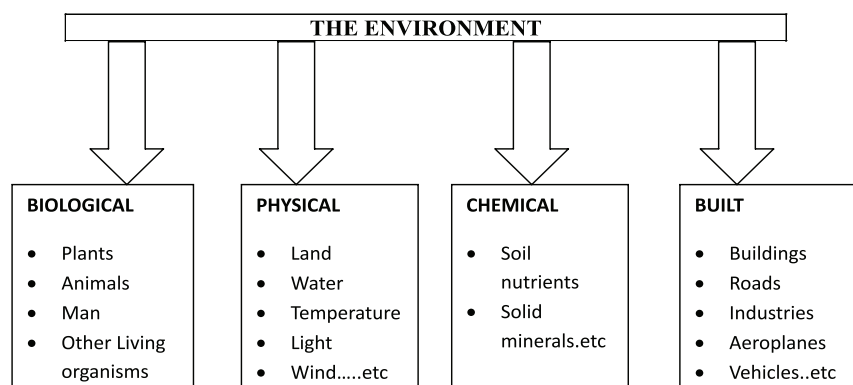 THE ENVIRONMENT
BIOLOGICAL
• Plants
• Animals
• Man
• Other Living
organisms
PHYSICAL
• Land
• Water
• Temperature
• Light
• Wind…..etc
CHEMICAL
• Soil
nutrients
• Solid
minerals.etc
BUILT
• Buildings
• Roads
• Industries
• Aeroplanes
• Vehicles..etc